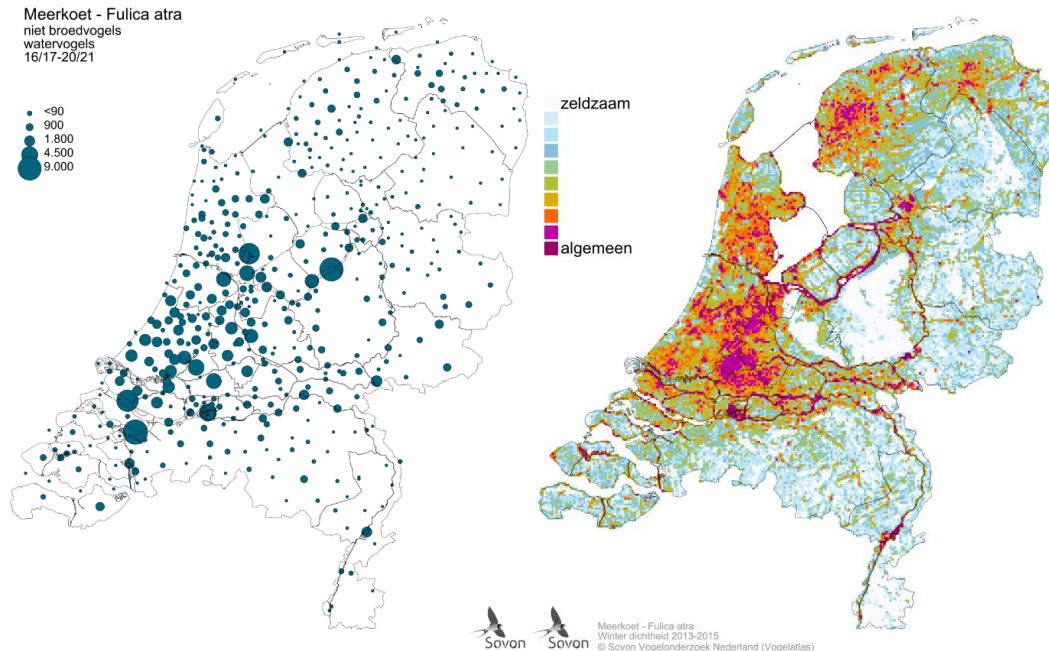 Meerkoet - Fulica atra
niet broedvogels
watervogels
16/17-20/21
<90
900
1.800
4.500
9.000
zeldzaam
algemeen
Sovon
Sovon
Meerkoet - Fulica atra
Winter dichtheid 2013-2015
© Sovon Vogelonderzoek Nederland (Vogelatlas)